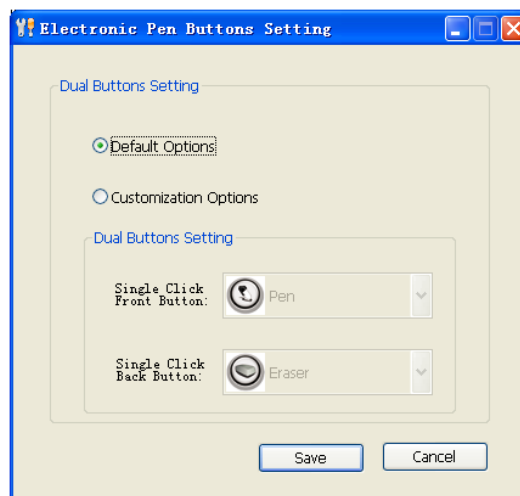 Electronic Pen Buttons Setting
Dual Buttons Setting
Default Options
Customization Options
Dual Buttons Setting
Single Click
Front Button:
Pen
Single Click
Back Button:
Eraser
Save
Cancel